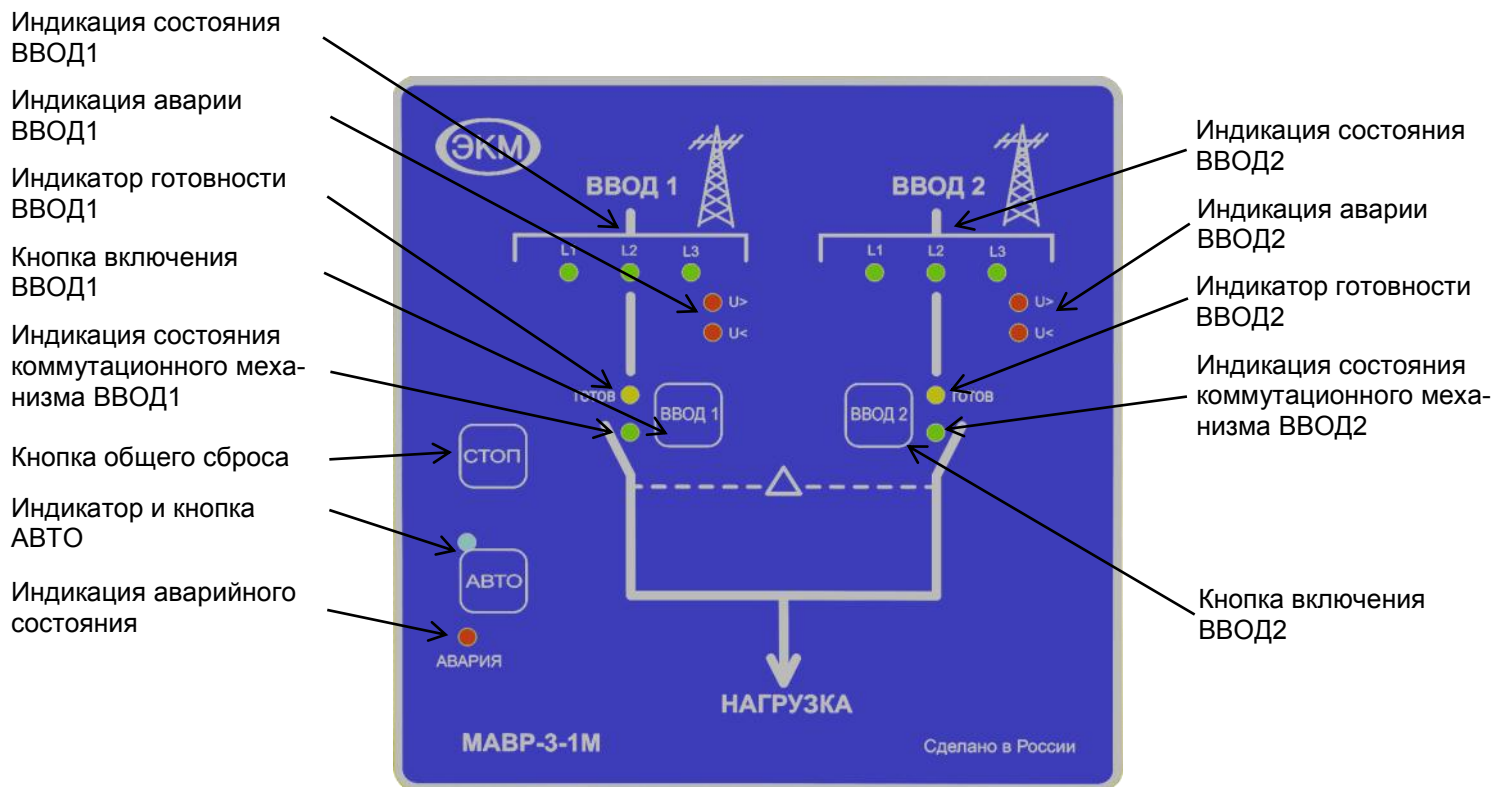 Индикация состояния
ВВОД1
Индикация аварии
ВВОД1
Индикатор готовности
ВВОД1
Кнопка включения
ВВОД1
Индикация состояния
коммутационного меха-
низма ВВОД1
Кнопка общего сброса
Индикатор и кнопка
АВТО
Индикация аварийного
состояния
ЭКМ
ВВОД 1
ВВОД 2
L1
L2
L3
L1
L2
L3
U>
U<
U>
U<
ГОТОВ
ВВОД 1
ВВОД 2
ГОТОВ
СТОП
АВТО
АВАРИЯ
НАГРУЗКА
МАВР-3-1М
Сделано в России
Индикация состояния
ВВОД2
Индикация аварии
ВВОД2
Индикатор готовности
ВВОД2
Индикация состояния
коммутационного меха-
низма ВВОД2
Кнопка включения
ВВОД2